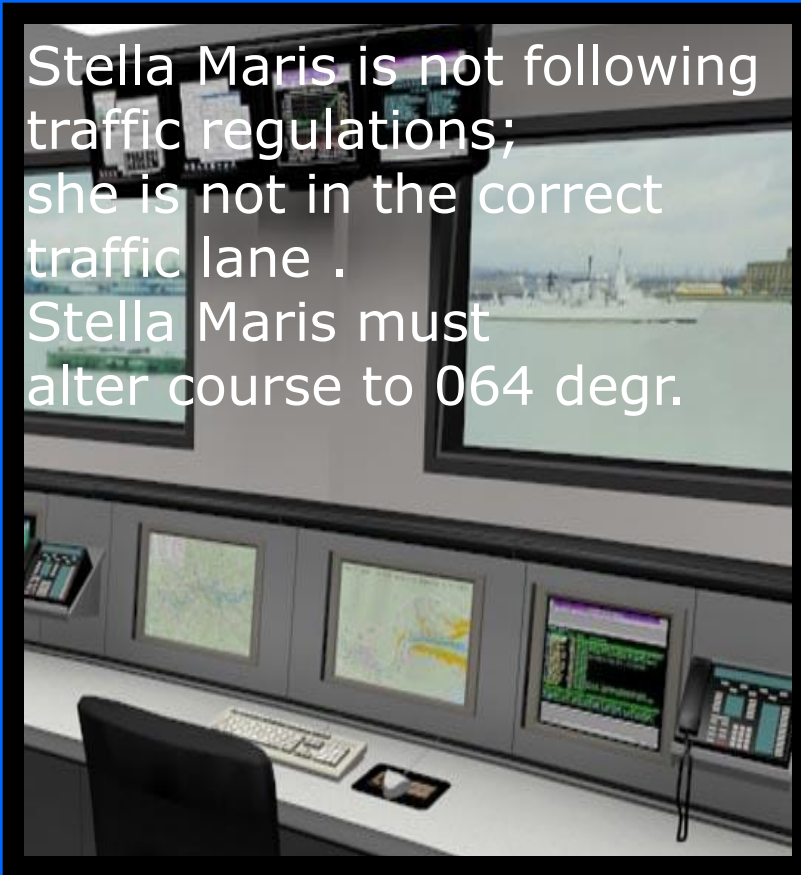 Stella Maris is not following
traffic regulations;
she is not in the correct
traffic lane .
Stella Maris must
alter course to 064 degr.